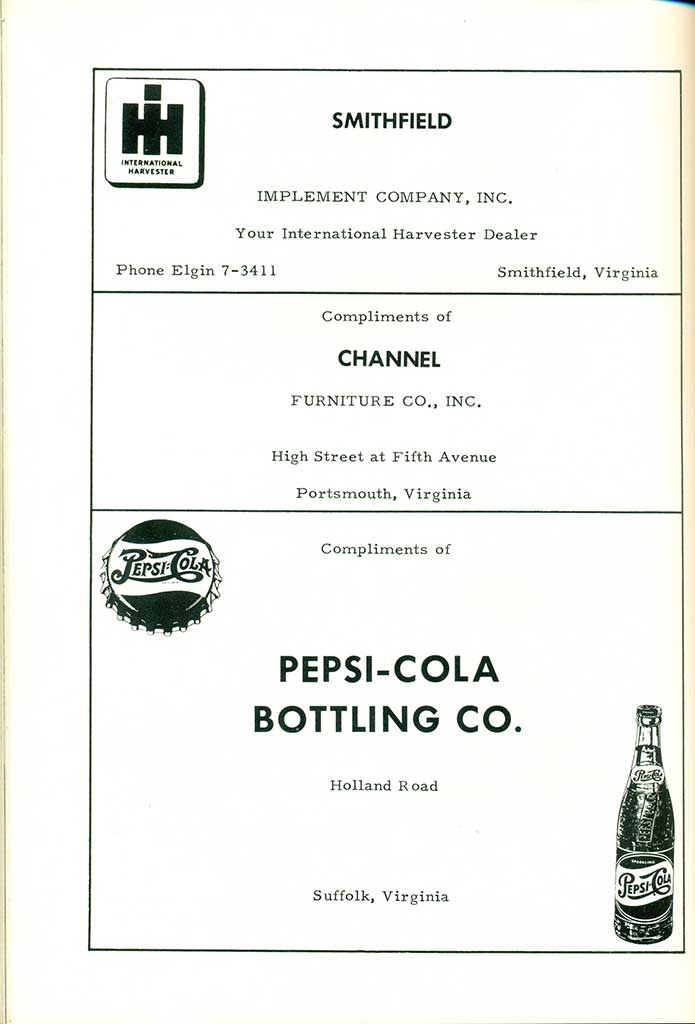 IH
INTERNATIONAL
HARVESTER
SMITHFIELD
IMPLEMENT COMPANY, INC.
Your International Harvester Dealer
Phone Elgin 7-3411
Smithfield, Virginia
Compliments of
CHANNEL
FURNITURE CO., INC.
High Street at Fifth Avenue
Portsmouth, Virginia
PEPSI-COLA
Compliments of
PEPSI-COLA
BOTTLING CO.
Holland Road
Suffolk, Virginia
Pepsi-Cola
SPARKLING
PEPSI-COLA